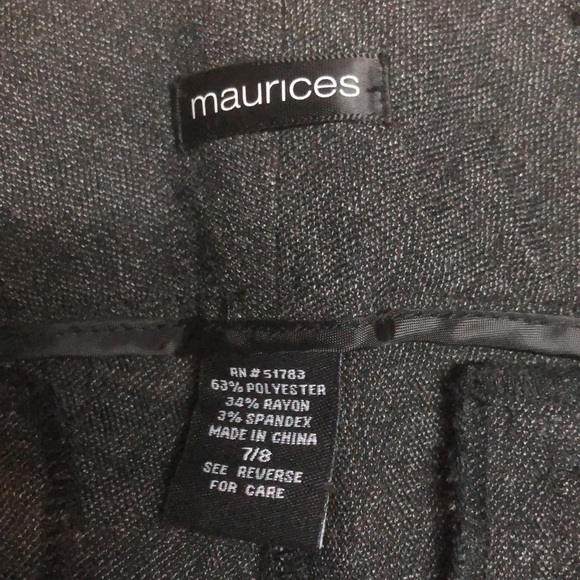 maurices
RN # 51783
63% POLYESTER
34% RAYON
3% SPANDEX
MADE IN CHINA
7/8
SEE REVERSE
FOR CARE